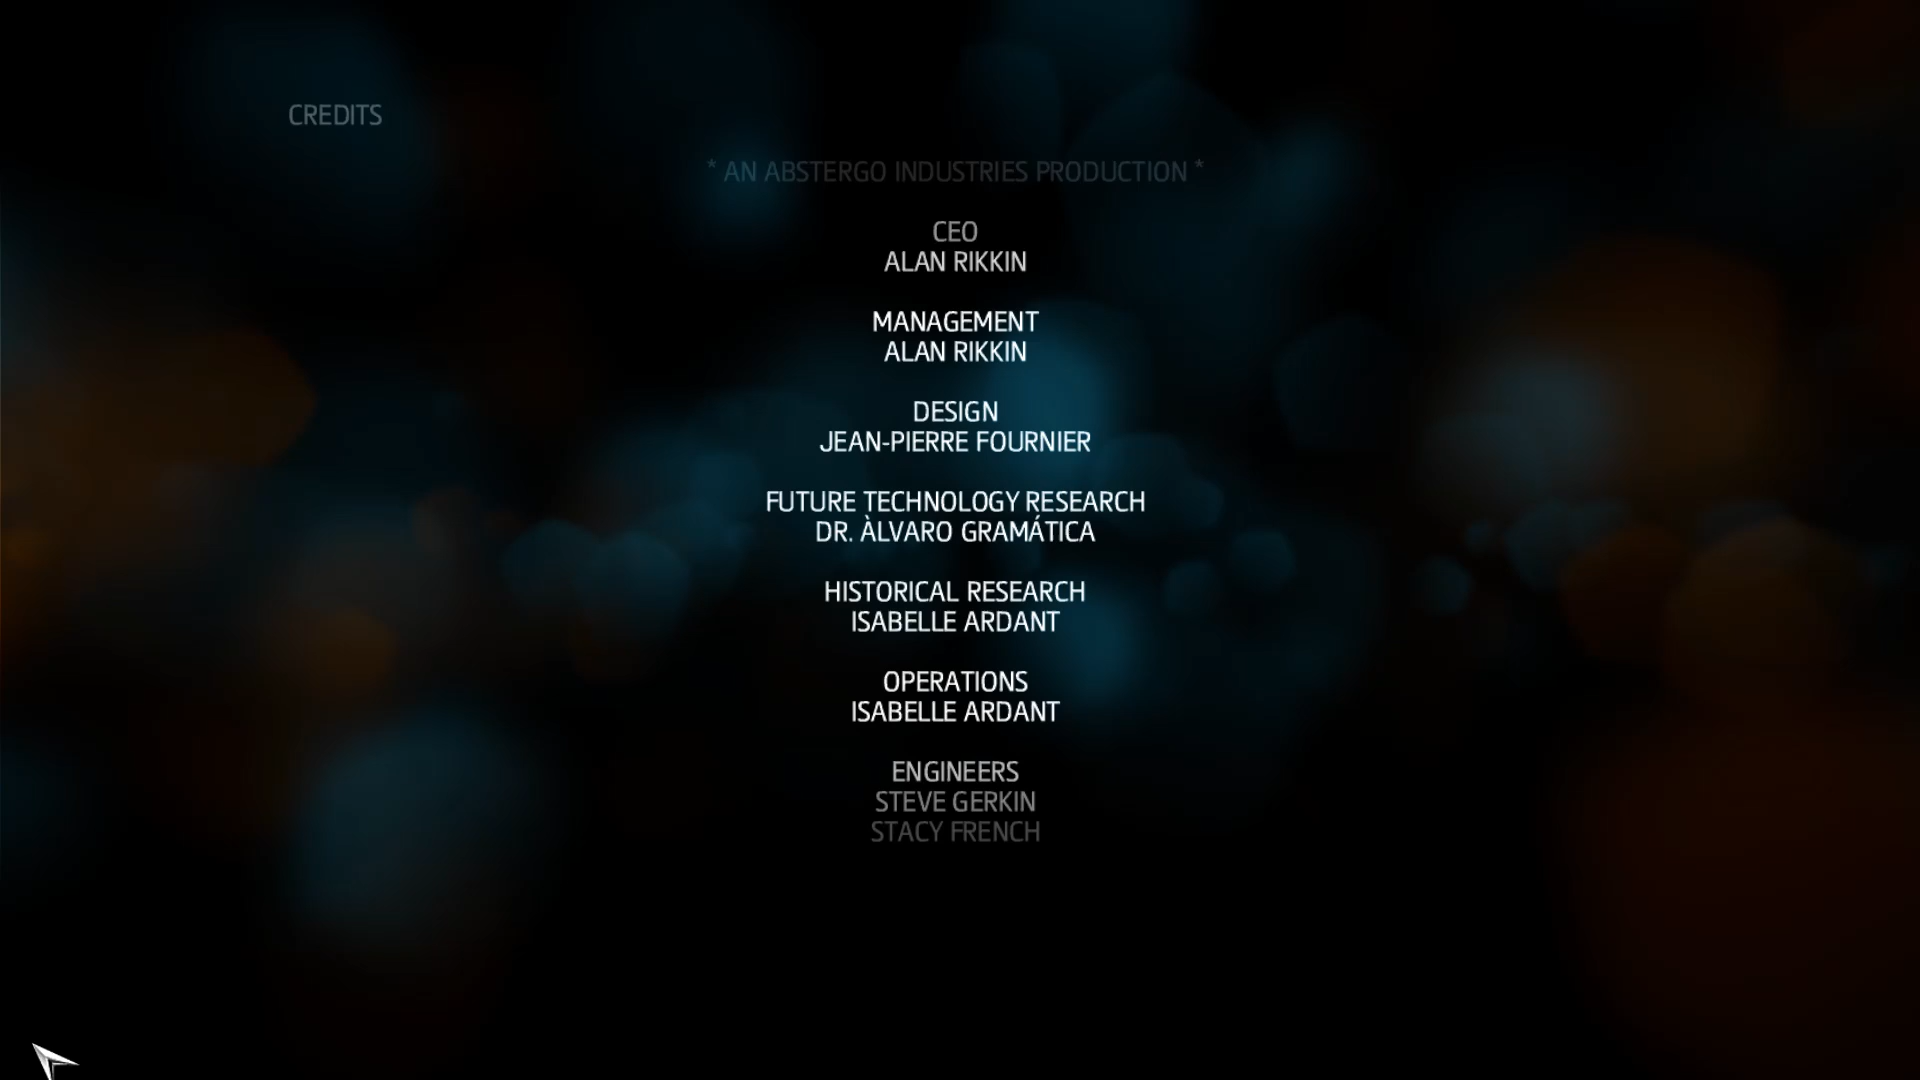 CREDITS
* AN ABSTERGO INDUSTRIES PRODUCTION *
CEO
ALAN RIKKIN
MANAGEMENT
ALAN RIKKIN
DESIGN
JEAN-PIERRE FOURNIER
FUTURE TECHNOLOGY RESEARCH
DR. ÀLVARO GRAMÁTICA
HISTORICAL RESEARCH
ISABELLE ARDANT
OPERATIONS
ISABELLE ARDANT
ENGINEERS
STEVE GERKIN
STACY FRENCH